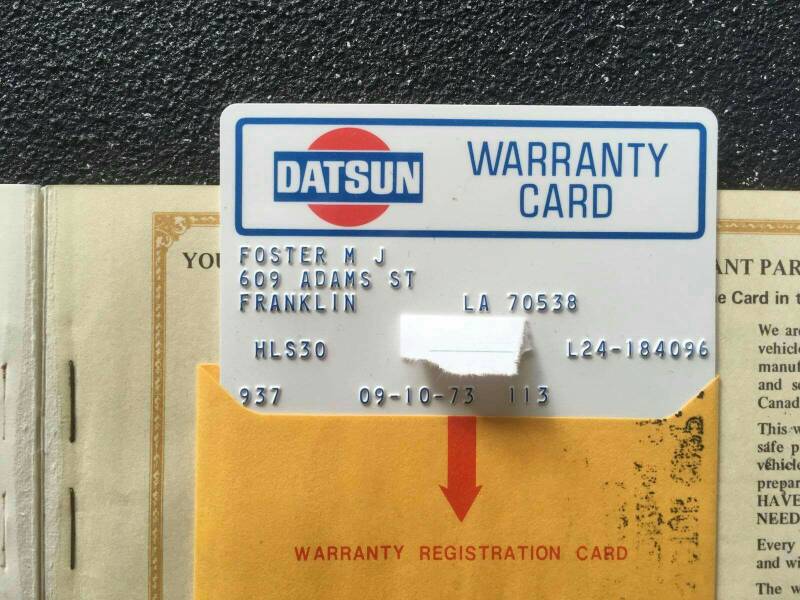 DATSUN
WARRANTY
CARD
FOSTER M J
609 ADAMS ST
FRANKLIN LA 70538
HLS30 L24-184096
937 09-10-73 113
WARRANTY REGISTRATION CARD
YOU
ANT PAR
e Card in t
We are
vehicle
manuf
and se
Canad
This w
safe p
vehicle
prepar
HAVE
NEED
Every
and wi
The w